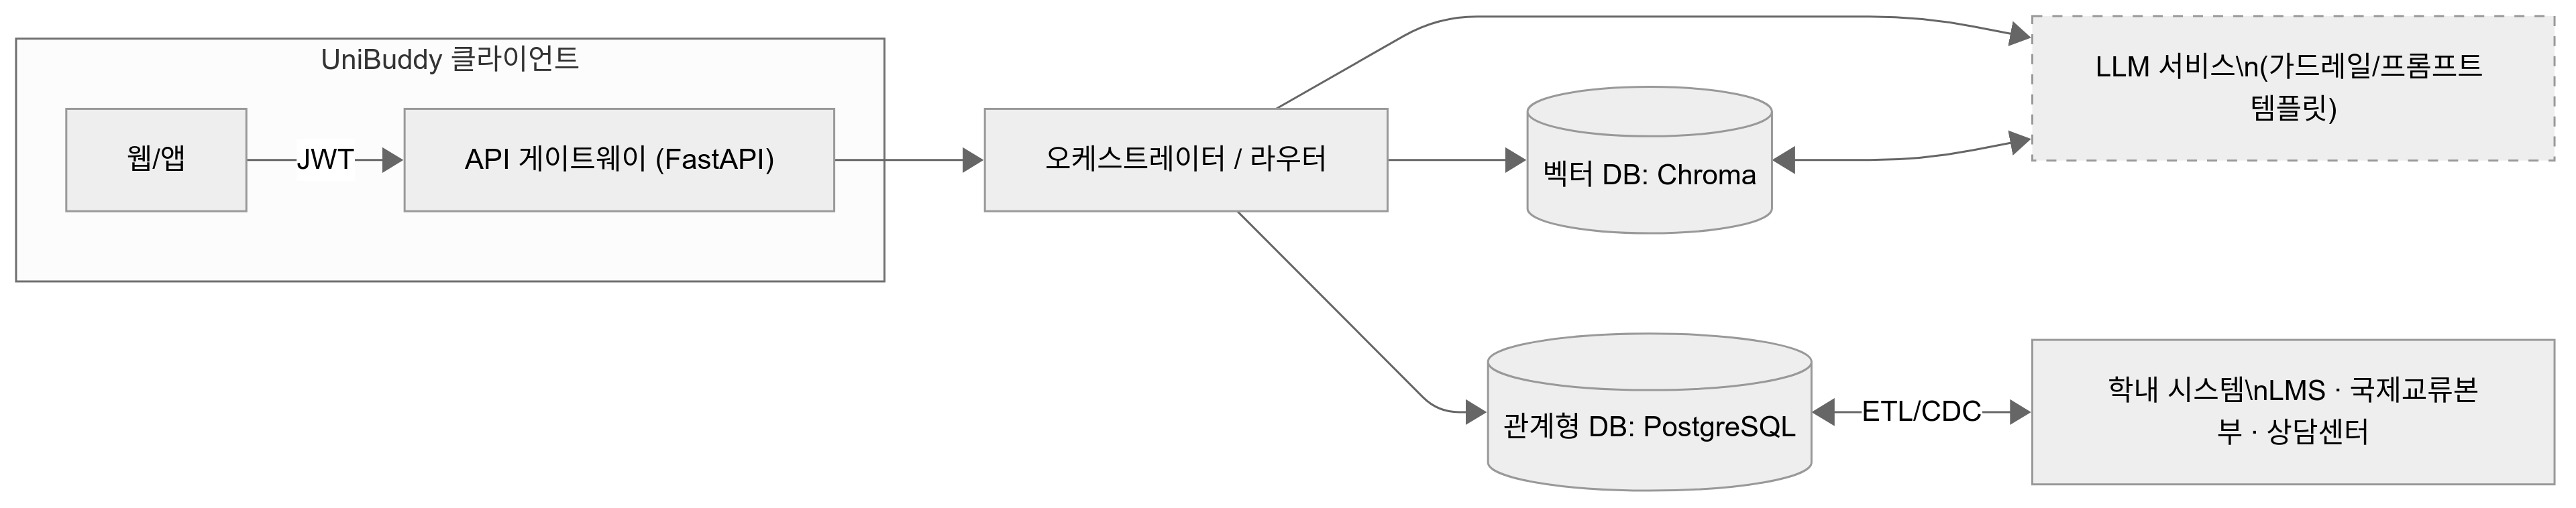 UniBuddy 클라이언트
웹/앱
JWT
API 게이트웨이 (FastAPI)
오케스트레이터 / 라우터
벡터 DB: Chroma
LLM 서비스\n(가드레일/프롬프트
템플릿)
관계형 DB: PostgreSQL
ETL/CDC
학내 시스템\nLMS · 국제교류본
부 · 상담센터